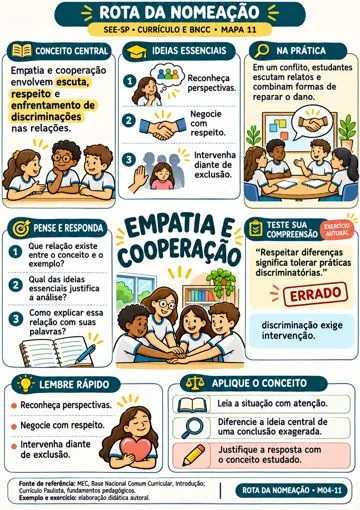 ROTA DA NOMEAÇÃO
SEE-SP • CURRÍCULO E BNCC • MAPA 11
CONCEITO CENTRAL
Empatia e cooperação
envolvem escuta,
respeito e
enfrentamento de
discriminações
nas relações.
IDEIAS ESSENCIAIS
1
Reconheça
perspectivas.
2
Negocie
com
respeito.
3
Intervenha
diante de
exclusão.
NA PRÁTICA
Em um conflito, estudantes
escutam relatos e
combinam formas de
reparar o dano.
PENSE E RESPONDA
1
Que relação existe
entre o conceito e o
exemplo?
2
Qual das ideias
essenciais justifica
a análise?
3
Como explicar essa
relação com suas
palavras?
EMPATIA E
COOPERAÇÃO
TESTE SUA
COMPREENSÃO
EXERCÍCIO
AUTORAL
“Respeitar diferenças
significa tolerar práticas
discriminatórias.”
ERRADO
discriminação exige
intervenção.
LEMBRE RÁPIDO
Reconheça perspectivas.
Negocie com respeito.
Intervenha diante
de exclusão.
APLIQUE O CONCEITO
Leia a situação com atenção.
Diferencie a ideia central de
uma conclusão exagerada.
Justifique a resposta com
o conceito estudado.
Fonte de referência: MEC, Base Nacional Comum Curricular, Introdução;
Currículo Paulista, fundamentos pedagógicos.
Exemplo e exercício: elaboração didática autoral.
ROTA DA NOMEAÇÃO • M04-11